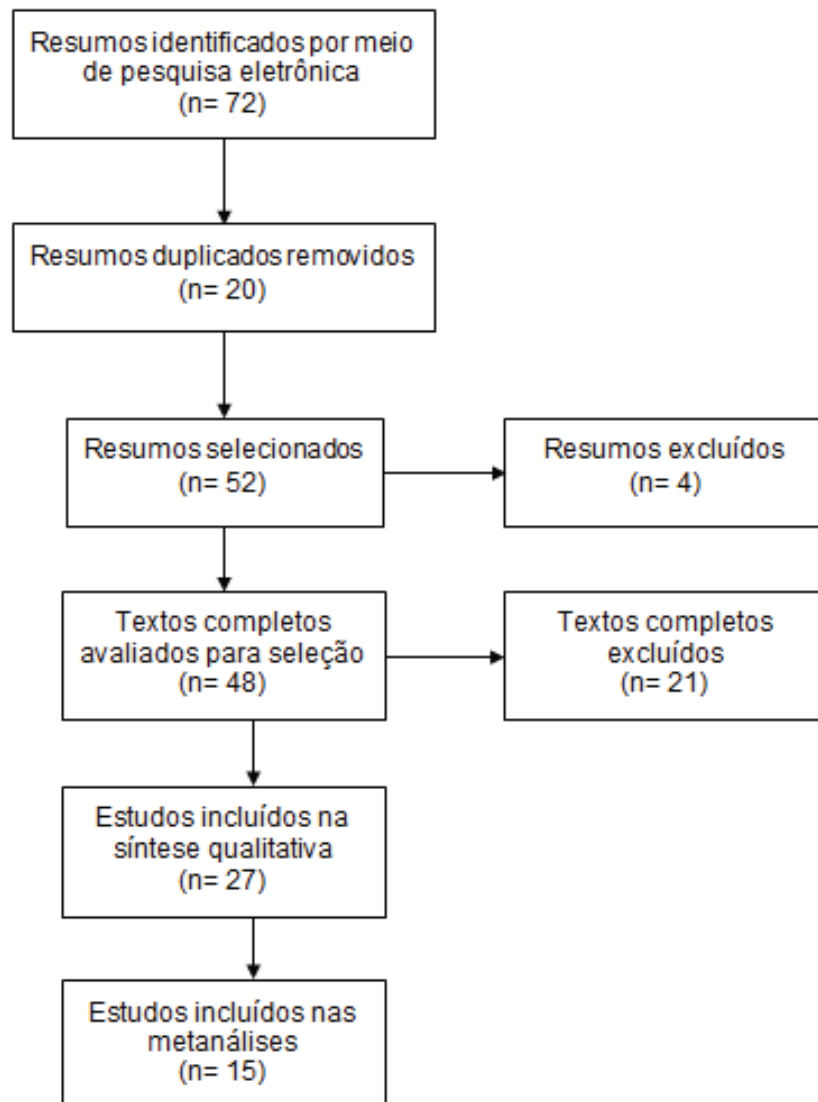 Resumos identificados por meio
de pesquisa eletrônica
(n= 72)
Resumos duplicados removidos
(n= 20)
Resumos selecionados
(n= 52)
Resumos excluídos
(n= 4)
Textos completos
avaliados para seleção
(n= 48)
Textos completos
excluídos
(n= 21)
Estudos incluídos na
síntese qualitativa
(n= 27)
Estudos incluídos nas
metanálises
(n= 15)